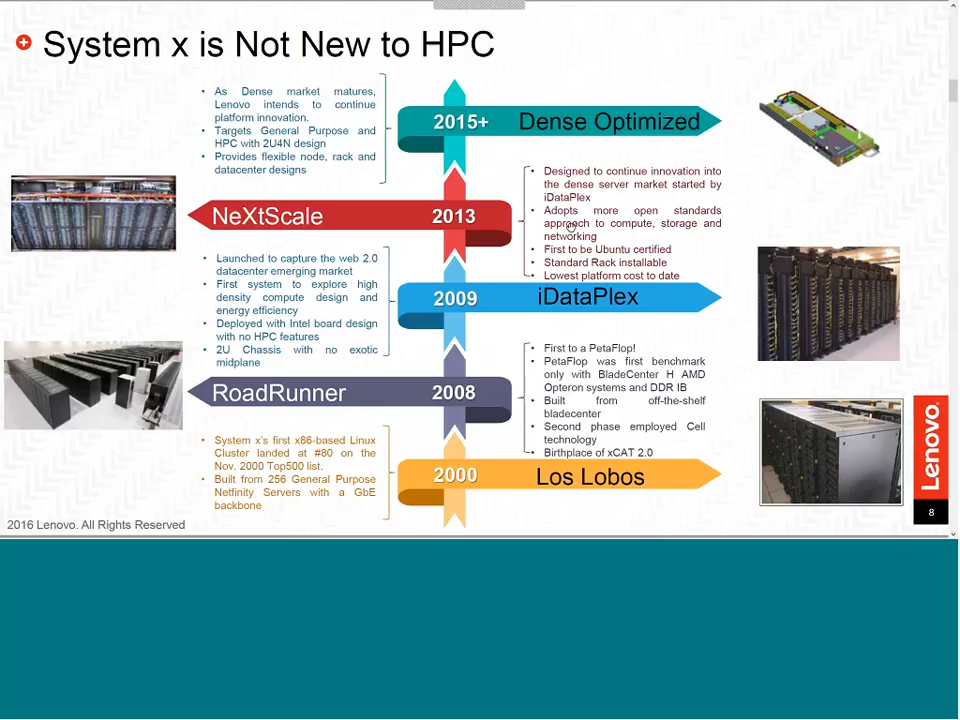 System x is Not New to HPC
• As Dense market matures,
Lenovo intends to continue
platform innovation.
• Targets General Purpose and
HPC with 2U4N design
• Provides flexible node, rack and
datacenter designs
2015+ Dense Optimized
NeXtScale 2013
• Designed to continue innovation into
the dense server market started by
iDataPlex
• Adopts more open standards
approach to compute, storage and
networking
• First to be Ubuntu certified
• Standard Rack installable
• Lowest platform cost to date
• Launched to capture the web 2.0
datacenter emerging market
• First system to explore high
density compute design and
energy efficiency
• Deployed with Intel board design
with no HPC features
• 2U Chassis with no exotic
midplane
2009 iDataPlex
RoadRunner 2008
• First to a PetaFlop!
• PetaFlop was first benchmark
only with BladeCenter H AMD
Opteron systems and DDR IB
• Built from off-the-shelf
bladecenter
• Second phase employed Cell
technology
• Birthplace of xCAT 2.0
• System x's first x86-based Linux
Cluster landed at #80 on the
Nov. 2000 Top500 list.
• Built from 256 General Purpose
Netfinity Servers with a GbE
backbone
2000 Los Lobos
Lenovo
8
2016 Lenovo. All Rights Reserved